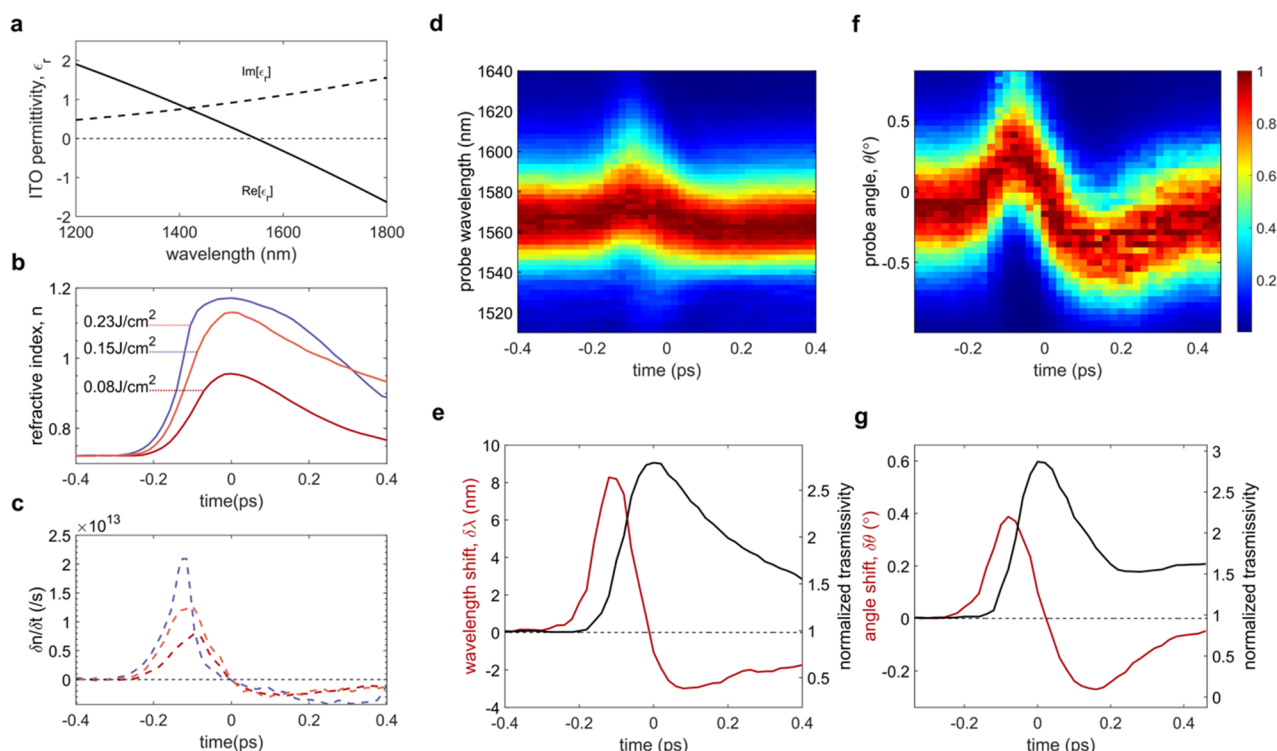 a
ITO permittivity, ϵr
2
1
0
-1
-2
Im[ϵr]
Re[ϵr]
1200 1400 1600 1800
wavelength (nm)
b
refractive index, n
1.2
1
0.8
0.23J/cm2
0.15J/cm2
0.08J/cm2
-0.4 -0.2 0 0.2 0.4
time(ps)
c
×10^13
δn/δt (/s)
2.5
2
1.5
1
0.5
0
-0.4 -0.2 0 0.2 0.4
time(ps)
d
probe wavelength (nm)
1640
1620
1600
1580
1560
1540
1520
-0.4 -0.2 0 0.2 0.4
time (ps)
e
wavelength shift, δλ (nm)
10
8
6
4
2
0
-2
-4
normalized trasmissivity
2.5
2
1.5
1
0.5
-0.4 -0.2 0 0.2 0.4
time (ps)
f
probe angle, θ(°)
0.5
0
-0.5
-0.2 0 0.2 0.4
time (ps)
1
0.8
0.6
0.4
0.2
0
g
angle shift, δθ (°)
0.6
0.4
0.2
0
-0.2
normalized trasmissivity
3
2.5
2
1.5
1
0.5
0
-0.2 0 0.2 0.4
time (ps)